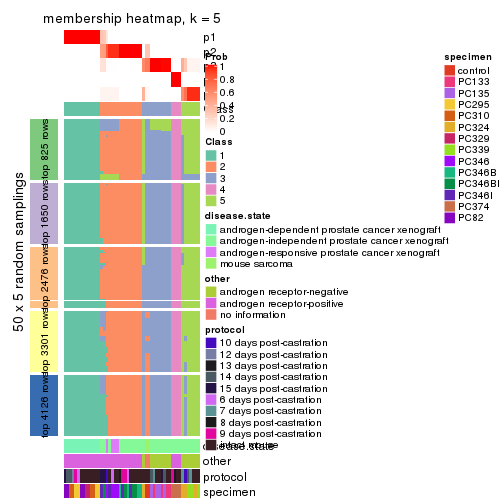 membership heatmap, k = 5
p1
p2
Prob
1
0.8
0.6
0.4
0.2
0
Class
1
2
3
4
5
disease.state
androgen-dependent prostate cancer xenograft
androgen-independent prostate cancer xenograft
androgen-responsive prostate cancer xenograft
mouse sarcoma
other
androgen receptor-negative
androgen receptor-positive
no information
protocol
10 days post-castration
12 days post-castration
13 days post-castration
14 days post-castration
15 days post-castration
6 days post-castration
7 days post-castration
8 days post-castration
9 days post-castration
intact mouse
specimen
control
PC133
PC135
PC295
PC310
PC324
PC329
PC339
PC346
PC346B
PC346BI
PC346I
PC374
PC82
50 x 5 random samplings
top 825 rows
top 1650 rows
top 2476 rows
top 3301 rows
top 4126 rows
disease.state
other
protocol
specimen